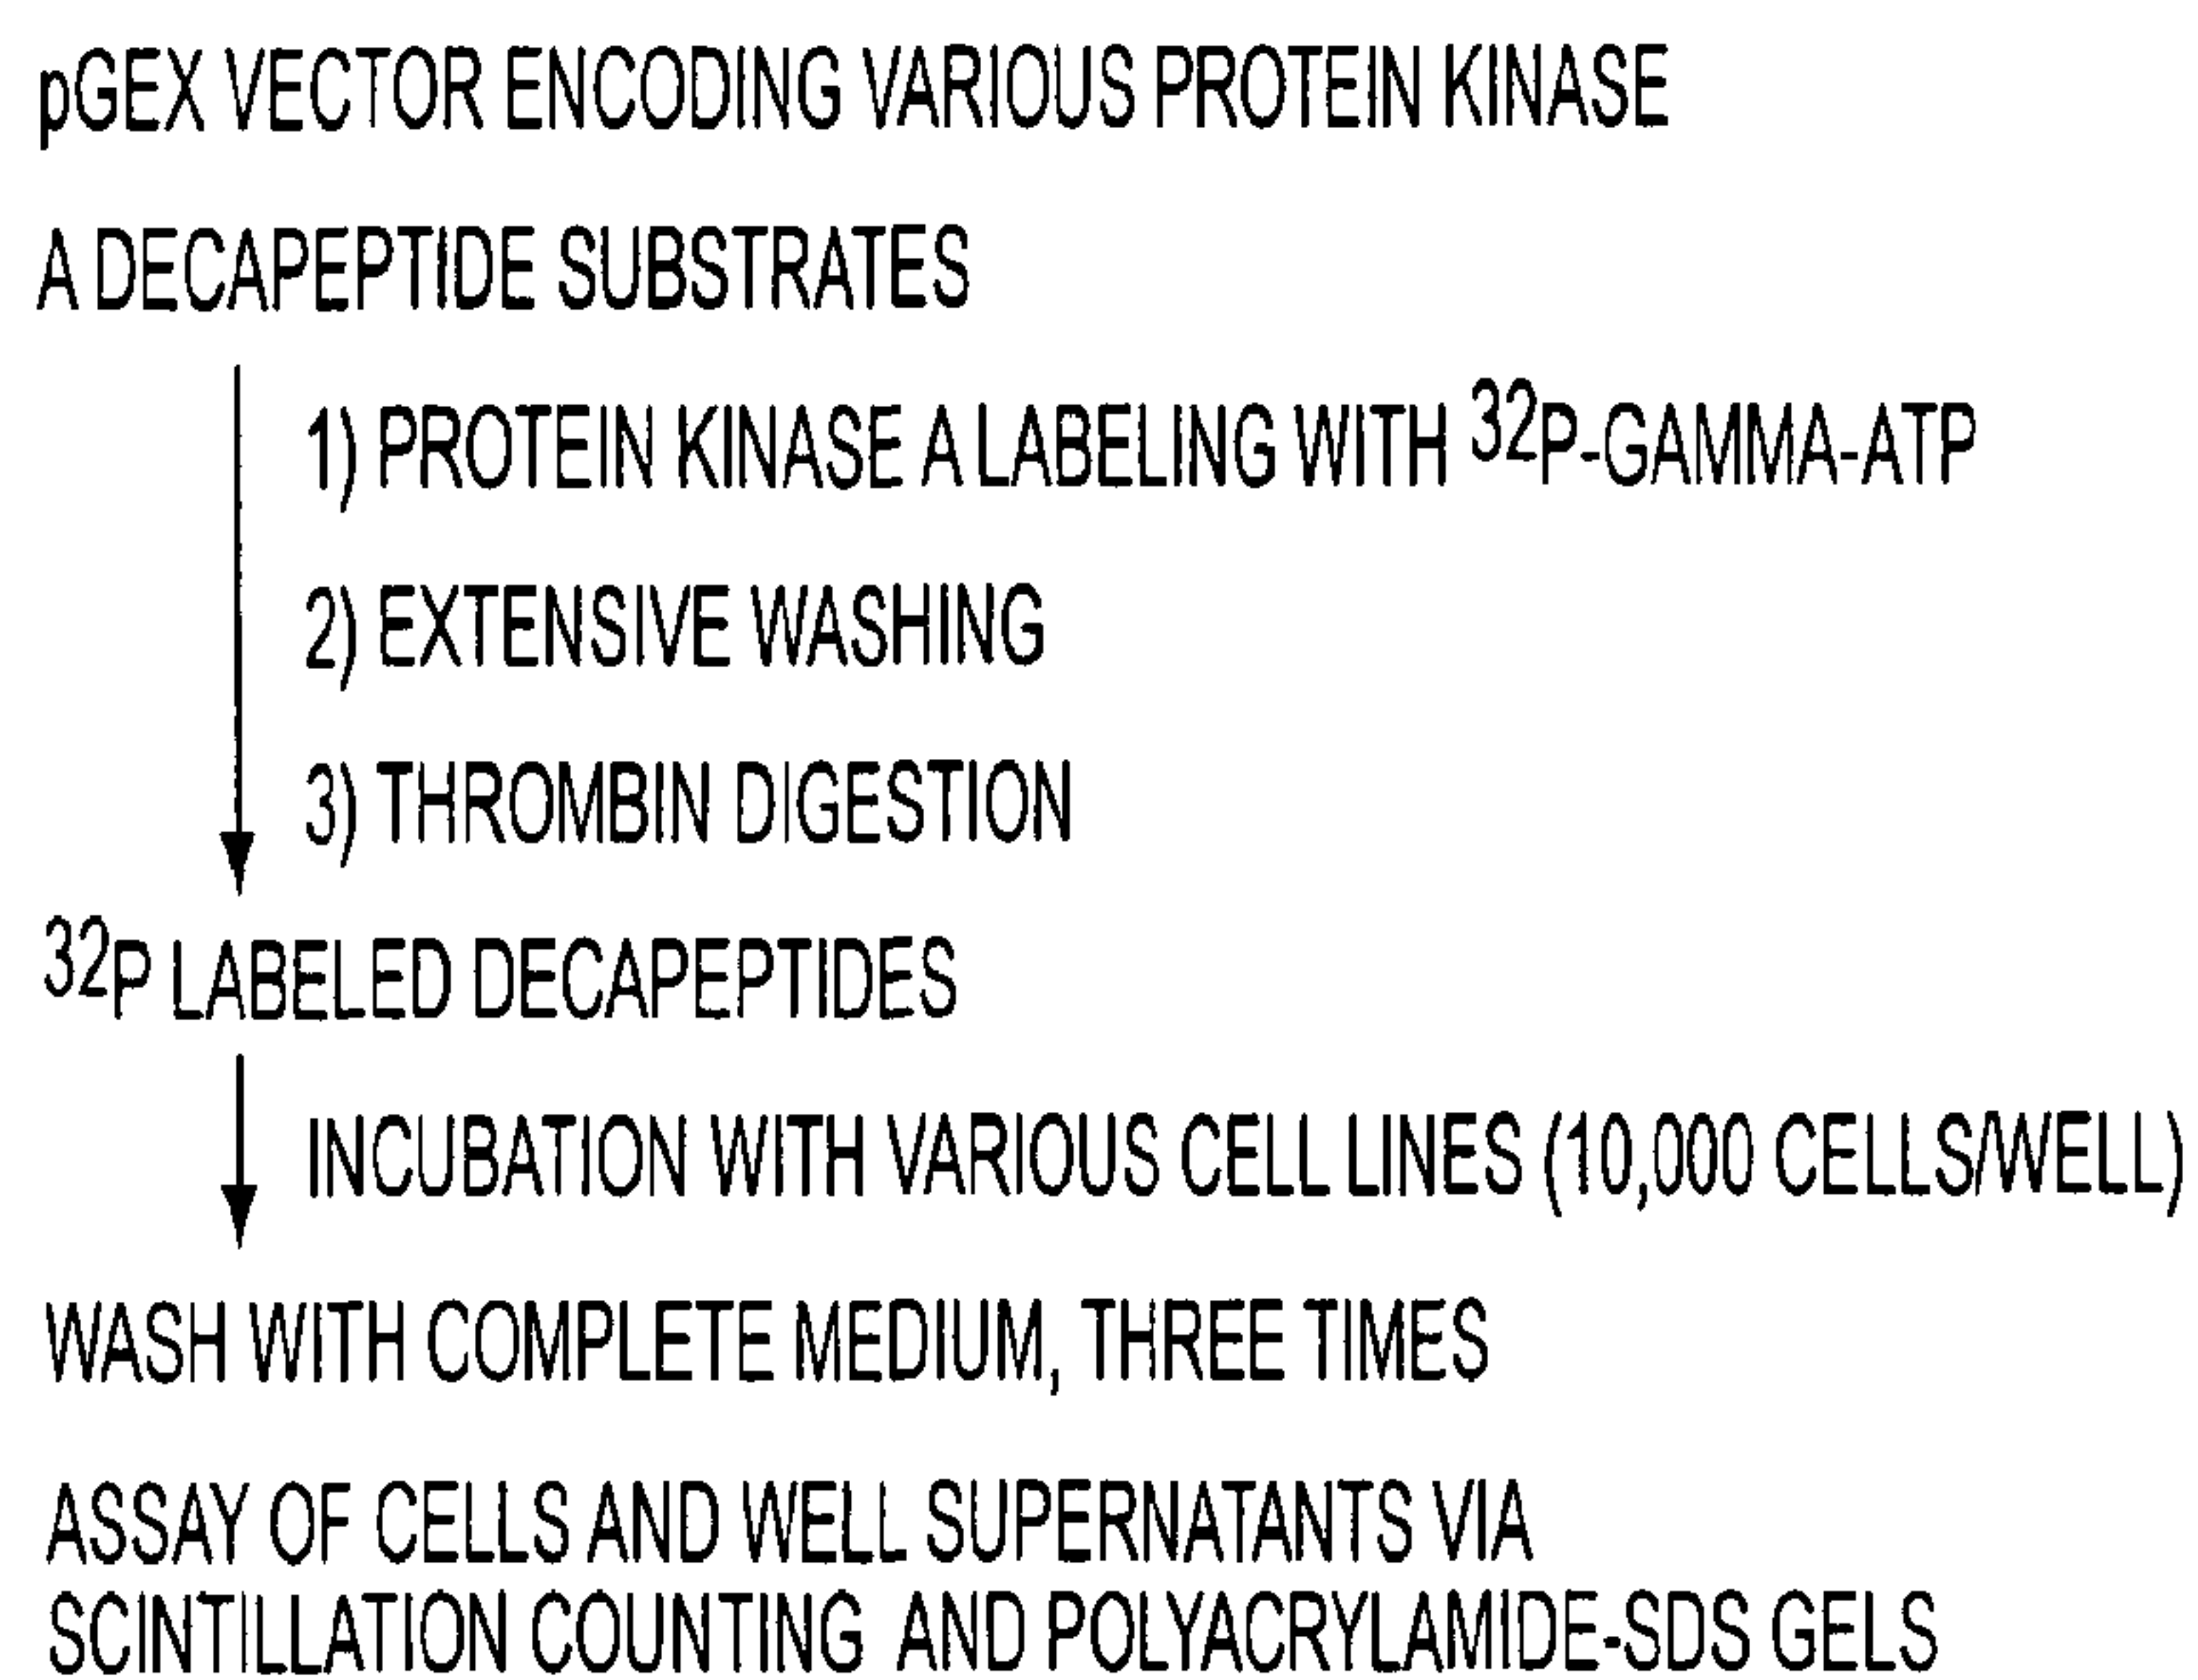 pGEX VECTOR ENCODING VARIOUS PROTEIN KINASE
A DECAPEPTIDE SUBSTRATES
1) PROTEIN KINASE A LABELING WITH ³²P-GAMMA-ATP
2) EXTENSIVE WASHING
3) THROMBIN DIGESTION
³²P LABELED DECAPEPTIDES
INCUBATION WITH VARIOUS CELL LINES (10,000 CELLS/WELL)
WASH WITH COMPLETE MEDIUM, THREE TIMES
ASSAY OF CELLS AND WELL SUPERNATANTS VIA
SCINTILLATION COUNTING AND POLYACRYLAMIDE-SDS GELS